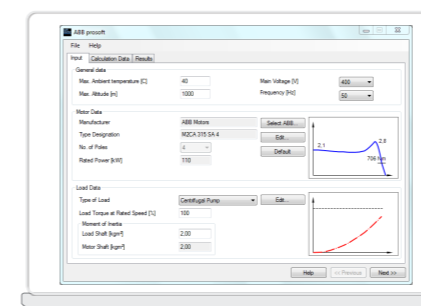 ABB prosoft
File Help
Input Calculation Data Results
General data
Max. Ambient temperature [C] 40 Main Voltage [V] 400
Max. Altitude [m] 1000 Frequency [Hz] 50
Motor Data
Manufacturer ABB Motors Select ABB...
Type Designation M2CA 315 SA 4 Edit...
No. of Poles 4 Default
Rated Power [kW] 110
2,1 2,8
706
Load Data
Type of Load Centrifugal Pump Edit...
Load Torque at Rated Speed [%] 100
Moment of Inertia
Load Shaft [kgm²] 2,00
Motor Shaft [kgm²] 2,00
Help << Previous Next >>